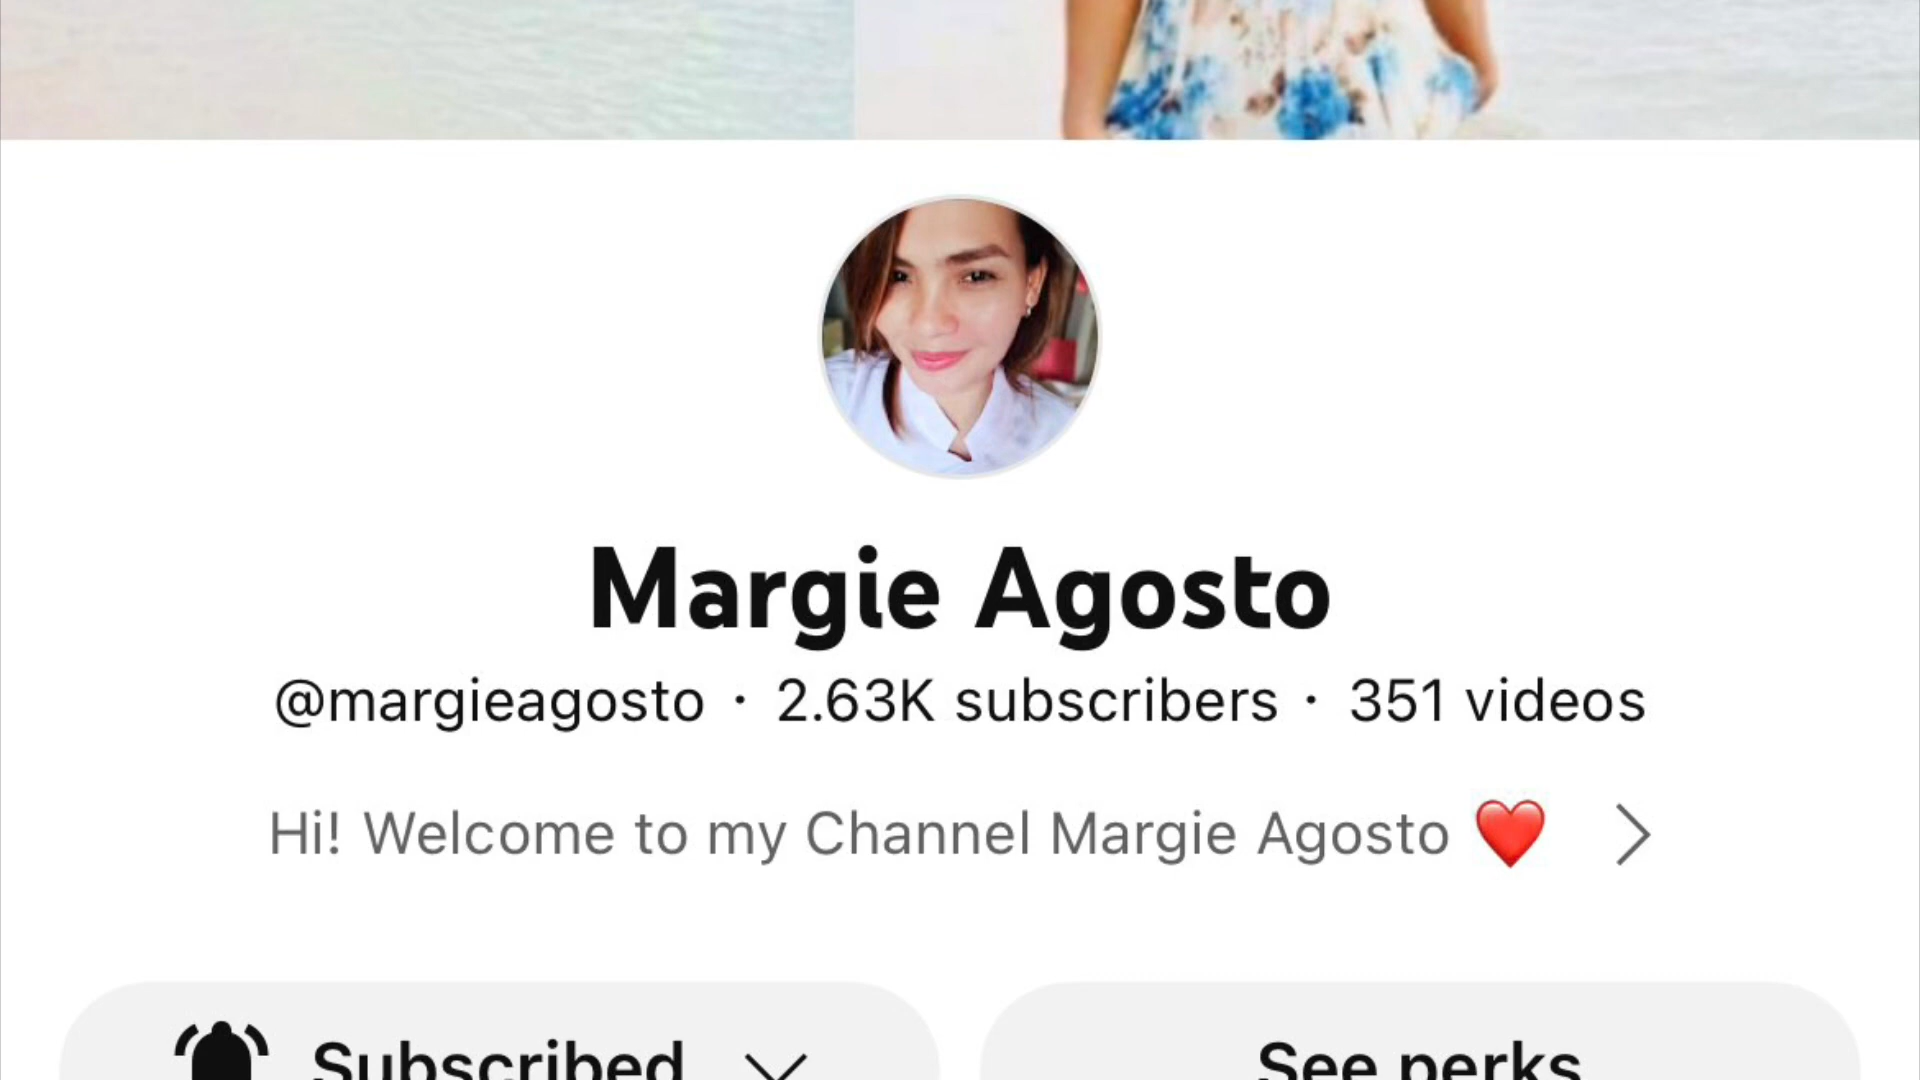 Margie Agosto
@margieagosto · 2.63K subscribers · 351 videos
Hi! Welcome to my Channel Margie Agosto ❤️ >
Subscribed
See perks